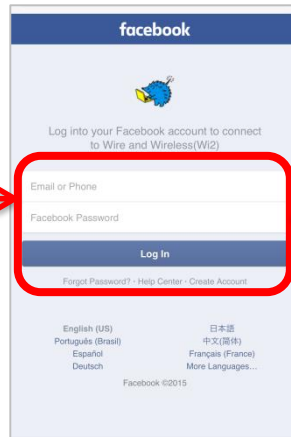 facebook
Log into your Facebook account to connect
to Wire and Wireless(Wi2)
Email or Phone
Facebook Password
Log In
Forgot Password? · Help Center · Create Account
English (US)
日本語
Português (Brasil)
中文(简体)
Español
Français (France)
Deutsch
More Languages...
Facebook ©2015